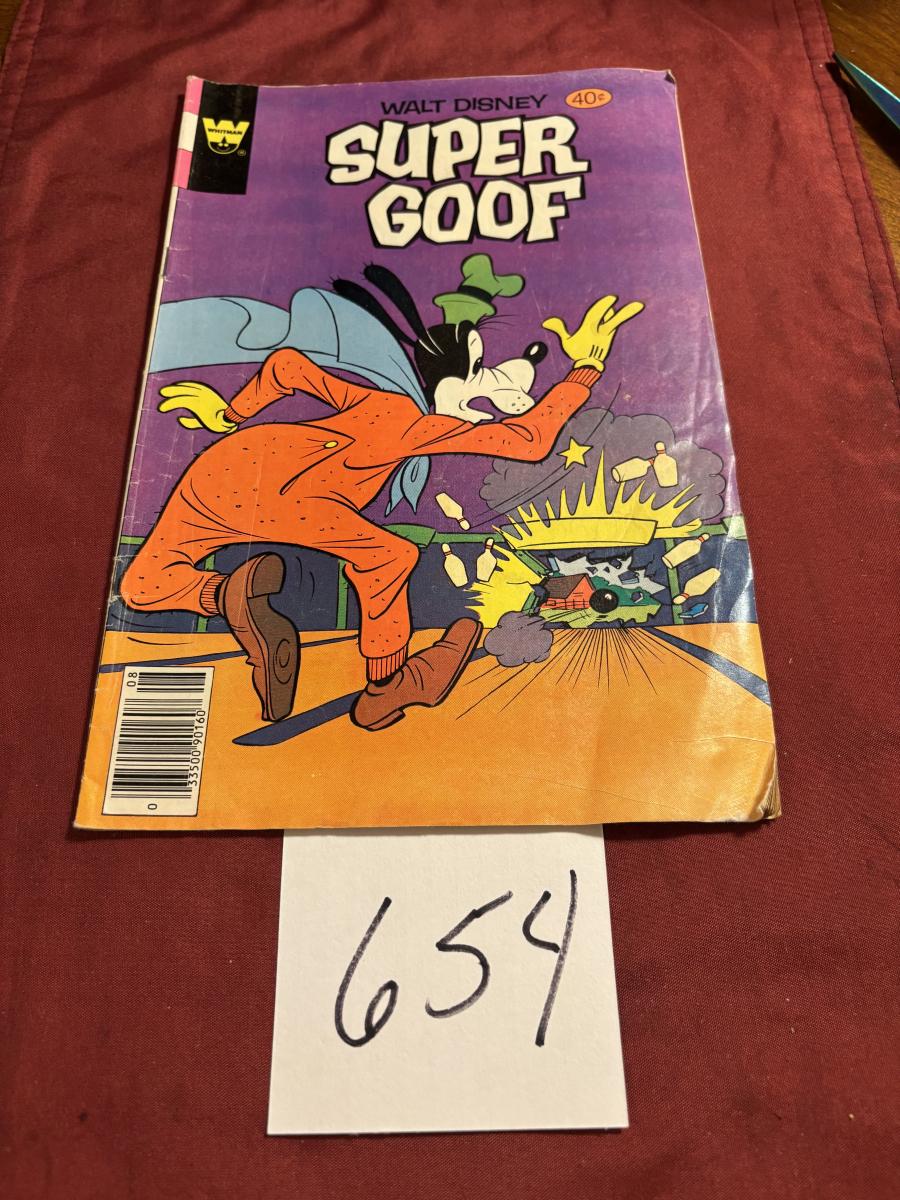 WALT DISNEY 40¢
WHITMAN
®
SUPER
GOOF
08
33500 90160
0
654